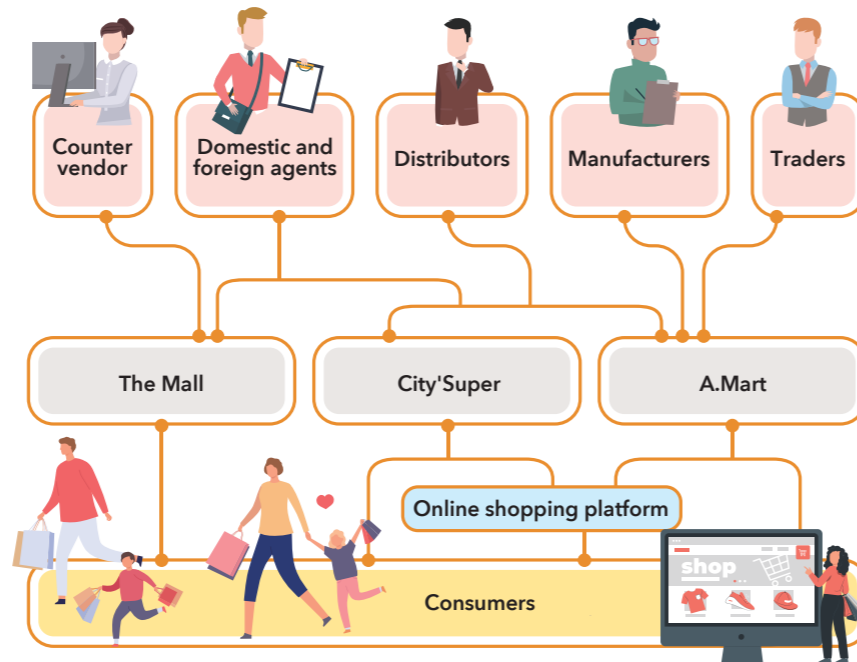 Counter
vendor
Domestic and
foreign agents
Distributors
Manufacturers
Traders
The Mall
City'Super
A.Mart
Online shopping platform
shop
Consumers